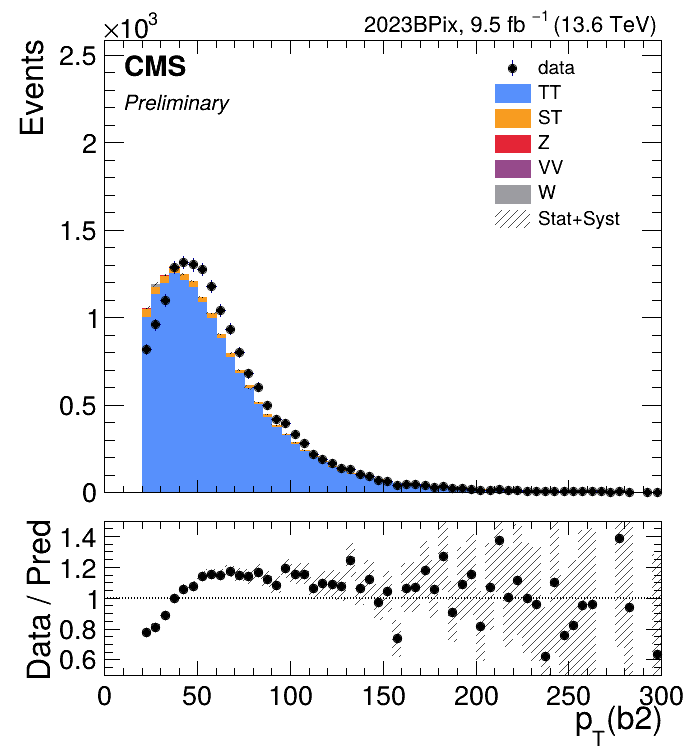 ×10³
2023BPix, 9.5 fb⁻¹ (13.6 TeV)
CMS
Preliminary
Events
2.5
2
1.5
1
0.5
0
data
TT
ST
Z
VV
W
Stat+Syst
Data / Pred
1.4
1.2
1
0.8
0.6
0 50 100 150 200 250 300
p_T(b2)